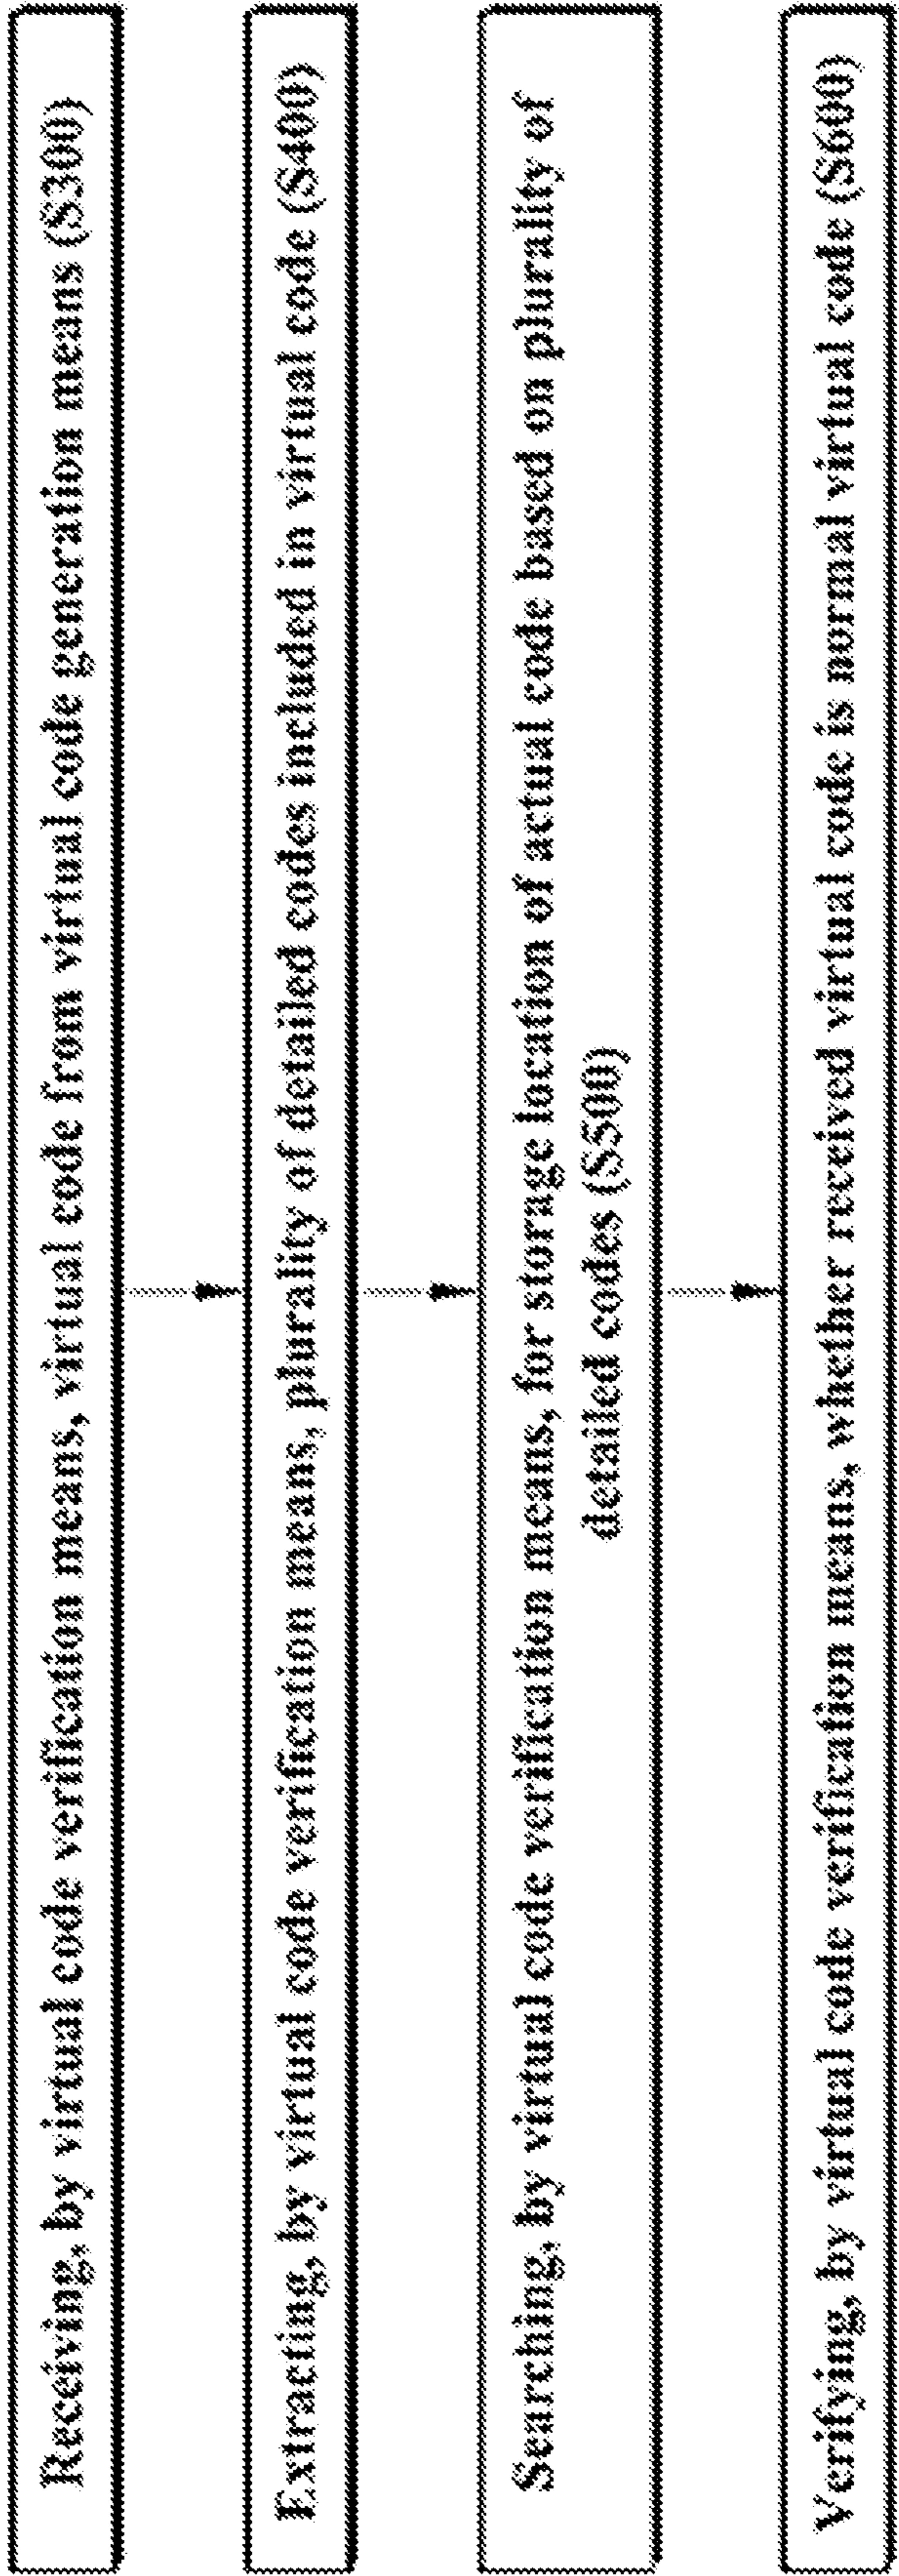 Receiving, by virtual code verification means, virtual code from virtual code generation means (S300)
Extracting, by virtual code verification means, plurality of detailed codes included in virtual code (S400)
Searching, by virtual code verification means, for storage location of actual code based on plurality of
detailed codes (S500)
Verifying, by virtual code verification means, whether received virtual code is normal virtual code (S600)